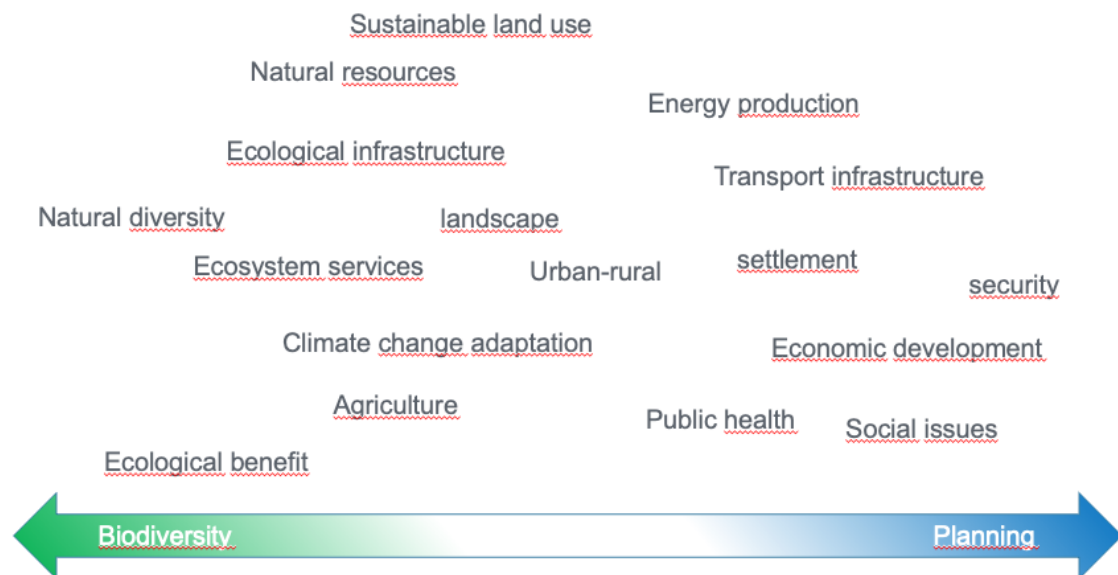 Sustainable land use
Natural resources
Energy production
Ecological infrastructure
Transport infrastructure
Natural diversity
landscape
Ecosystem services
Urban-rural
settlement
security
Climate change adaptation
Economic development
Agriculture
Public health
Social issues
Ecological benefit
Biodiversity
Planning